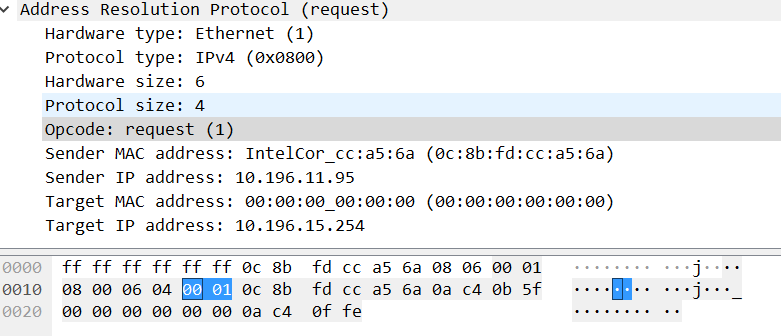 Address Resolution Protocol (request)
Hardware type: Ethernet (1)
Protocol type: IPv4 (0x0800)
Hardware size: 6
Protocol size: 4
Opcode: request (1)
Sender MAC address: IntelCor_cc:a5:6a (0c:8b:fd:cc:a5:6a)
Sender IP address: 10.196.11.95
Target MAC address: 00:00:00_00:00:00 (00:00:00:00:00:00)
Target IP address: 10.196.15.254
0000 ff ff ff ff ff ff 0c 8b fd cc a5 6a 08 06 00 01 ········ ···j····
0010 08 00 06 04 00 01 0c 8b fd cc a5 6a 0a c4 0b 5f ········ ···j···_
0020 00 00 00 00 00 00 0a c4 0f fe ········ ··